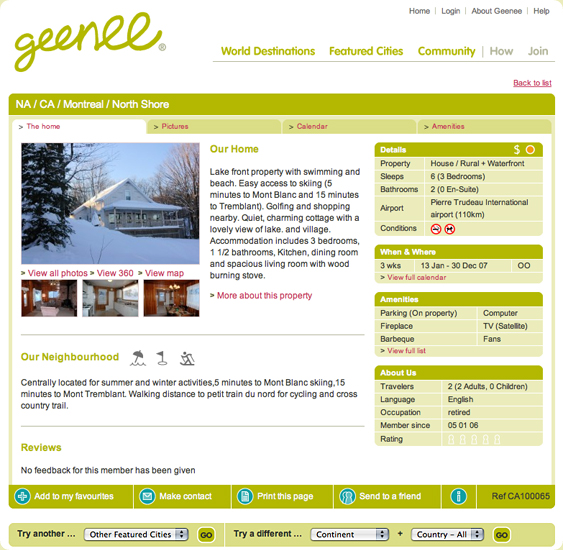 Home | Login | About Geenee | Help
geenee®
World Destinations Featured Cities Community | How Join
Back to list
NA / CA / Montreal / North Shore
> The home
> Pictures
> Calendar
> Amenities
Our Home
Lake front property with swimming and
beach. Easy access to skiing (5
minutes to Mont Blanc and 15 minutes
to Tremblant). Golfing and shopping
nearby. Quiet, charming cottage with a
lovely view of lake. and village.
Accommodation includes 3 bedrooms,
1 1/2 bathrooms, Kitchen, dining room
and spacious living room with wood
burning stove.
> More about this property
> View all photos > View 360 > View map
Our Neighbourhood
Centrally located for summer and winter activities,5 minutes to Mont Blanc skiing,15
minutes to Mont Tremblant. Walking distance to petit train du nord for cycling and cross
country trail.
Reviews
No feedback for this member has been given
Details $
Property House / Rural + Waterfront
Sleeps 6 (3 Bedrooms)
Bathrooms 2 (0 En-Suite)
Airport Pierre Trudeau International
airport (110km)
Conditions
When & Where
3 wks 13 Jan - 30 Dec 07 OO
> View full calendar
Amenities
Parking (On property) Computer
Fireplace TV (Satellite)
Barbeque Fans
> View full list
About Us
Travelers 2 (2 Adults, 0 Children)
Language English
Occupation retired
Member since 05 01 06
Rating
Add to my favourites
Make contact
Print this page
Send to a friend
i
Ref CA100065
Try another ... Other Featured Cities GO
Try a different ... Continent + Country – All GO